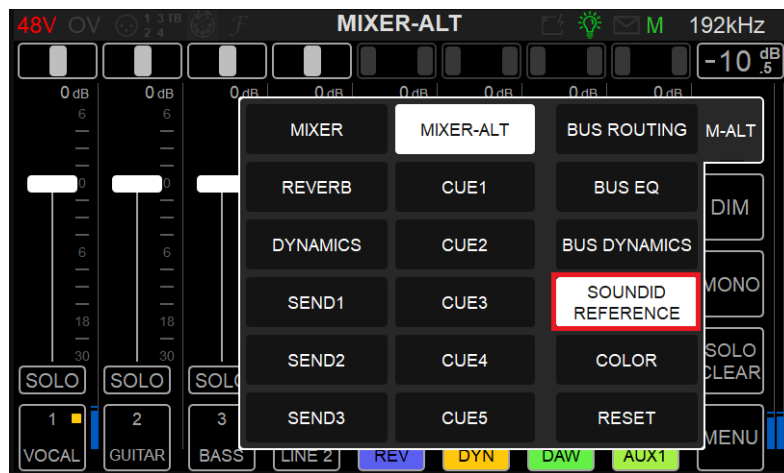 48V OV 1 3 TB 2 4 F MIXER-ALT M 192kHz
-10 .5 dB
0 dB 0 dB 0 dB 0 dB 0 dB 0 dB 0 dB 0 dB
6 6
MIXER MIXER-ALT BUS ROUTING M-ALT
0 0
REVERB CUE1 BUS EQ
DIM
6 6
DYNAMICS CUE2 BUS DYNAMICS
SEND1 CUE3 SOUNDID REFERENCE MONO
18 18
30 30
SEND2 CUE4 COLOR SOLO CLEAR
SOLO SOLO SOLO
1 2 3
SEND3 CUE5 RESET MENU
VOCAL GUITAR BASS LINE 2 REV DYN DAW AUX1